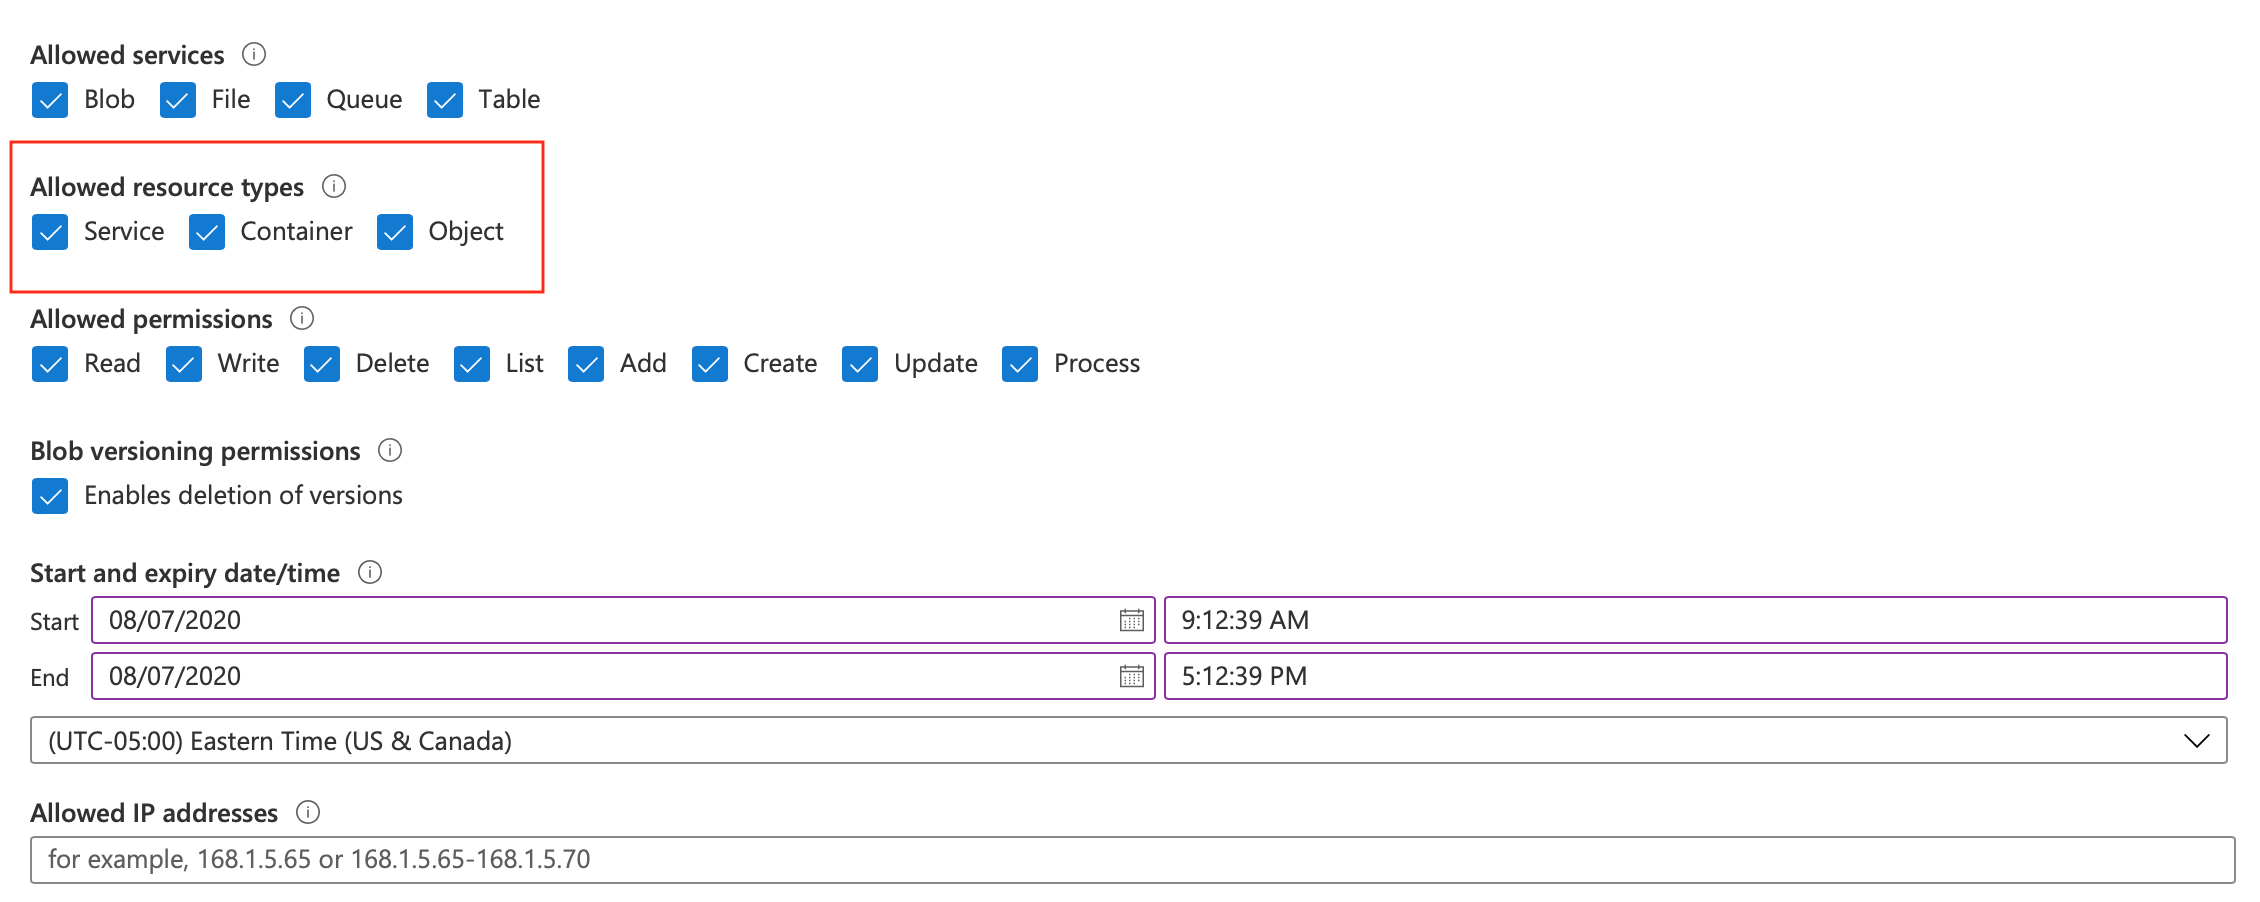 Allowed services
Blob File Queue Table
Allowed resource types
Service Container Object
Allowed permissions
Read Write Delete List Add Create Update Process
Blob versioning permissions
Enables deletion of versions
Start and expiry date/time
Start 08/07/2020 9:12:39 AM
End 08/07/2020 5:12:39 PM
(UTC-05:00) Eastern Time (US & Canada)
Allowed IP addresses
for example, 168.1.5.65 or 168.1.5.65-168.1.5.70